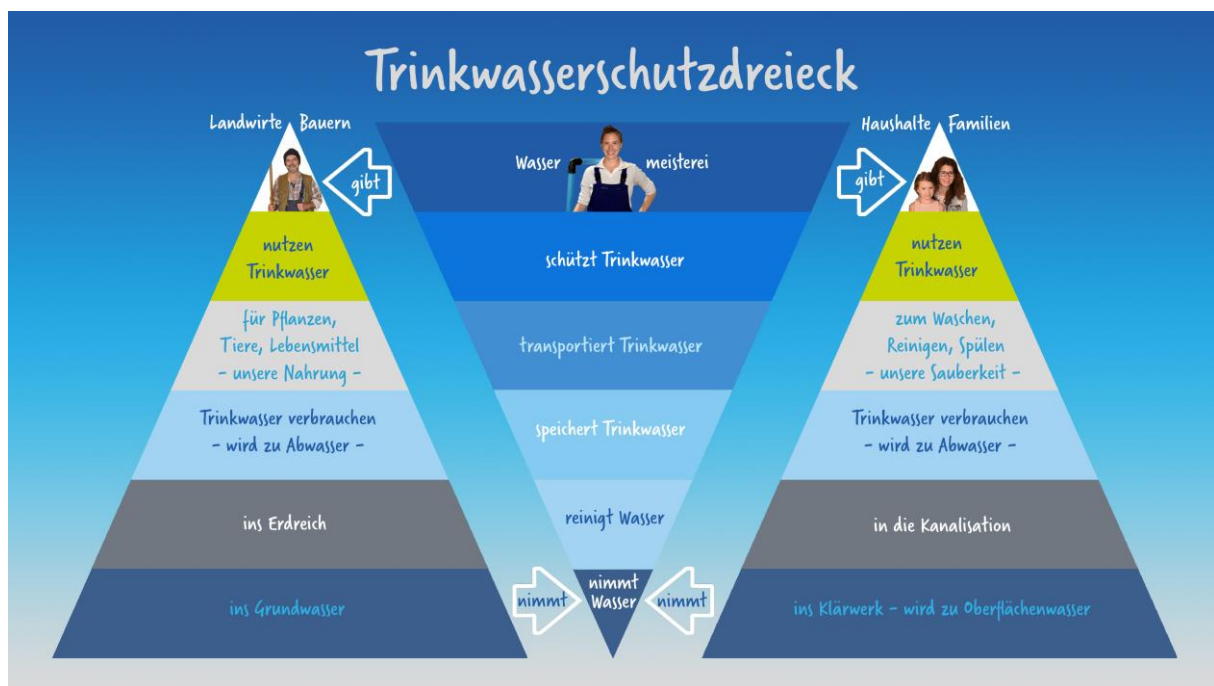 Trinkwasserschutzdreieck
Landwirte Bauern
gibt
nutzen
Trinkwasser
für Pflanzen,
Tiere, Lebensmittel
- unsere Nahrung -
Trinkwasser verbrauchen
- wird zu Abwasser -
ins Erdreich
ins Grundwasser
Wasser meisterei
schützt Trinkwasser
transportiert Trinkwasser
speichert Trinkwasser
reinigt Wasser
nimmt
nimmt
Wasser
nimmt
Haushalte Familien
gibt
nutzen
Trinkwasser
zum Waschen,
Reinigen, Spülen
- unsere Sauberkeit -
Trinkwasser verbrauchen
- wird zu Abwasser -
in die Kanalisation
ins Klärwerk - wird zu Oberflächenwasser